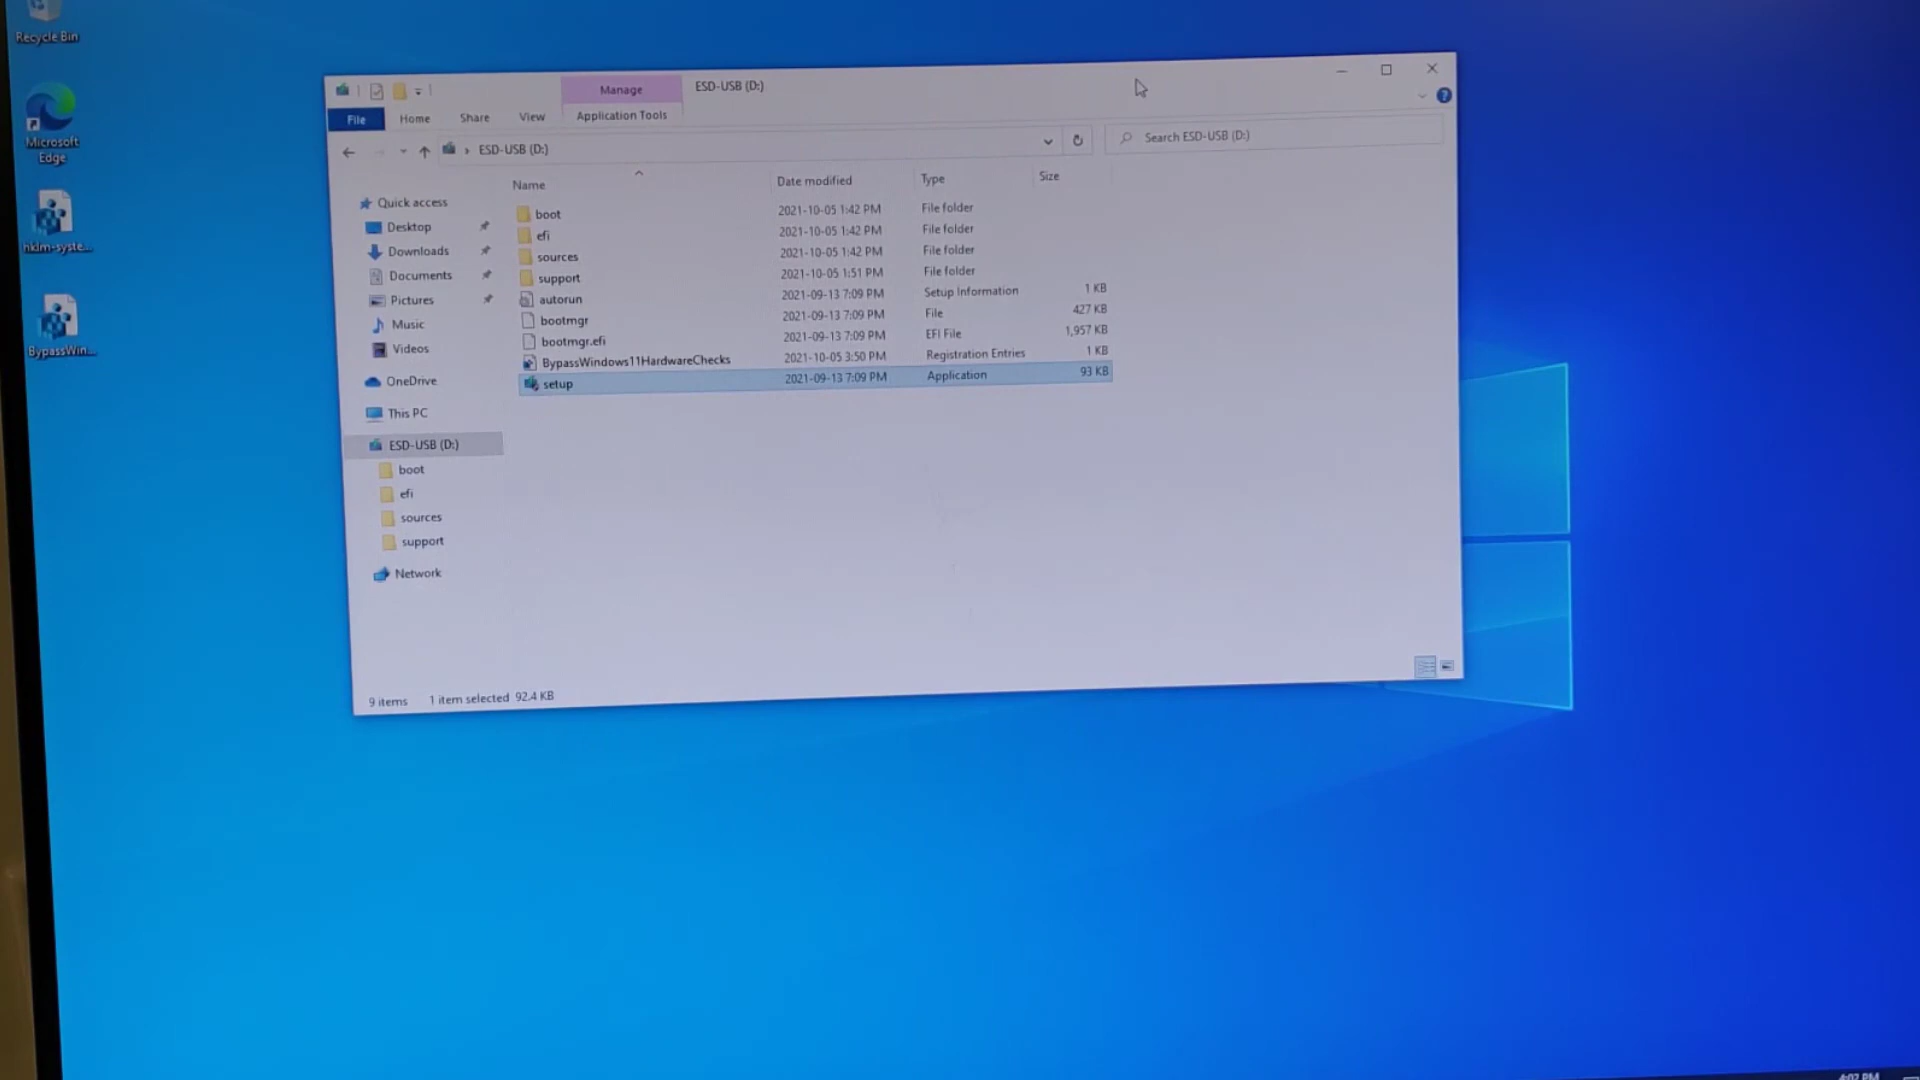 Recycle Bin
Microsoft
Edge
hklm-syste...
BypassWin...
Manage
ESD-USB (D:)
File
Home
Share
View
Application Tools
ESD-USB (D:)
Search ESD-USB (D:)
Name
Date modified
Type
Size
boot 2021-10-05 1:42 PM File folder
efi 2021-10-05 1:42 PM File folder
sources 2021-10-05 1:42 PM File folder
support 2021-10-05 1:51 PM File folder
autorun 2021-09-13 7:09 PM Setup Information 1 KB
bootmgr 2021-09-13 7:09 PM File 427 KB
bootmgr.efi 2021-09-13 7:09 PM EFI File 1,957 KB
BypassWindows11HardwareChecks 2021-10-05 3:50 PM Registration Entries 1 KB
setup 2021-09-13 7:09 PM Application 93 KB
Quick access
Desktop
Downloads
Documents
Pictures
Music
Videos
OneDrive
This PC
ESD-USB (D:)
boot
efi
sources
support
Network
9 items 1 item selected 92.4 KB
4:02 PM